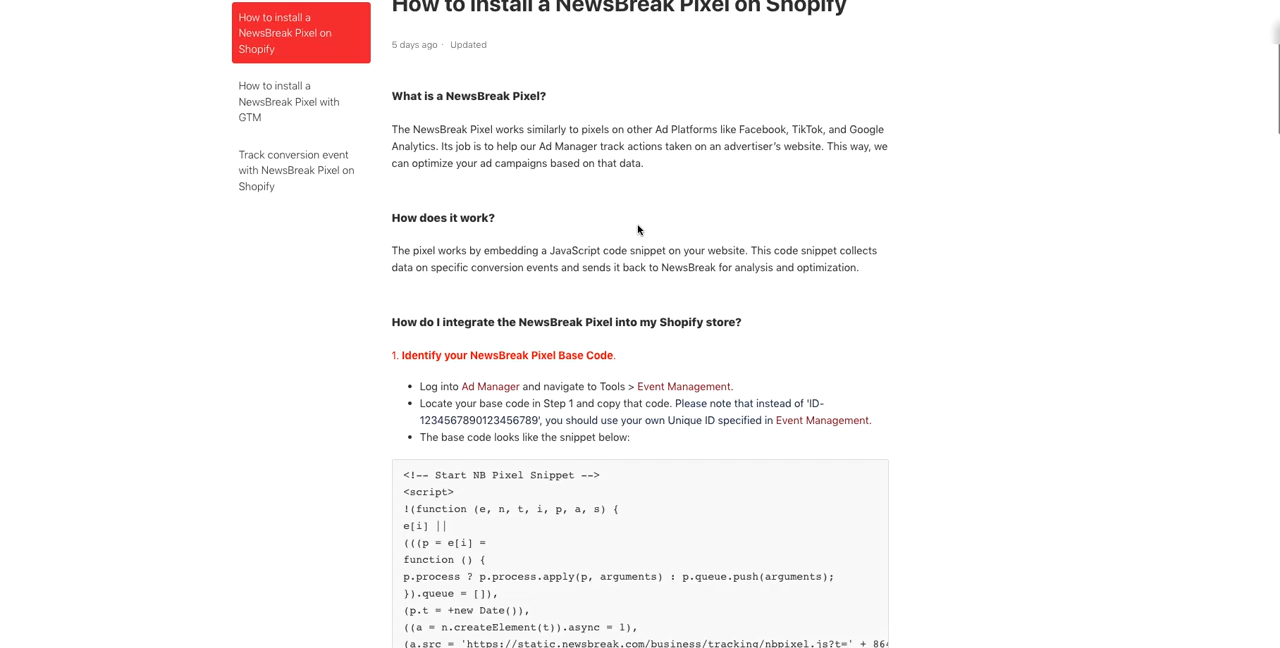 How to install a
NewsBreak Pixel on
Shopify
How to install a
NewsBreak Pixel with
GTM
Track conversion event
with NewsBreak Pixel on
Shopify
How to install a NewsBreak Pixel on Shopify
5 days ago · Updated
What is a NewsBreak Pixel?
The NewsBreak Pixel works similarly to pixels on other Ad Platforms like Facebook, TikTok, and Google
Analytics. Its job is to help our Ad Manager track actions taken on an advertiser's website. This way, we
can optimize your ad campaigns based on that data.
How does it work?
The pixel works by embedding a JavaScript code snippet on your website. This code snippet collects
data on specific conversion events and sends it back to NewsBreak for analysis and optimization.
How do I integrate the NewsBreak Pixel into my Shopify store?
1. Identify your NewsBreak Pixel Base Code.
• Log into Ad Manager and navigate to Tools > Event Management.
• Locate your base code in Step 1 and copy that code. Please note that instead of 'ID-
1234567890123456789', you should use your own Unique ID specified in Event Management.
• The base code looks like the snippet below:
<!-- Start NB Pixel Snippet -->
<script>
!(function (e, n, t, i, p, a, s) {
e[i] ||
(((p = e[i] =
function () {
p.process ? p.process.apply(p, arguments) : p.queue.push(arguments);
}).queue = []),
(p.t = +new Date()),
((a = n.createElement(t)).async = 1),
(a.src = 'https://static.newsbreak.com/business/tracking/nbpixel.js?t=' + 864